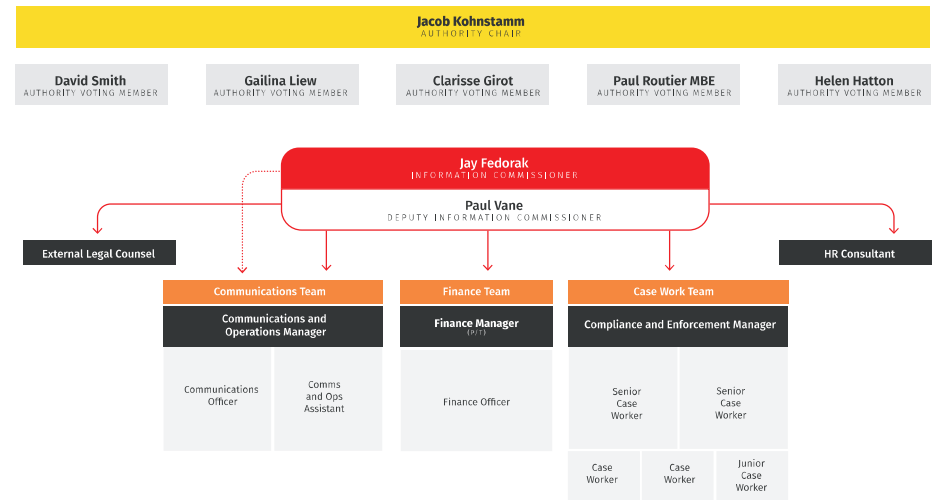 Jacob Kohnstamm
AUTHORITY CHAIR
David Smith
AUTHORITY VOTING MEMBER
Gailina Liew
AUTHORITY VOTING MEMBER
Clarisse Girot
AUTHORITY VOTING MEMBER
Paul Routier MBE
AUTHORITY VOTING MEMBER
Helen Hatton
AUTHORITY VOTING MEMBER
Jay Fedorak
INFORMATION COMMISSIONER
Paul Vane
DEPUTY INFORMATION COMMISSIONER
External Legal Counsel
HR Consultant
Communications Team
Communications and
Operations Manager
Communications
Officer
Comms
and Ops
Assistant
Finance Team
Finance Manager
(P/T)
Finance Officer
Case Work Team
Compliance and Enforcement Manager
Senior
Case
Worker
Senior
Case
Worker
Case
Worker
Case
Worker
Junior
Case
Worker